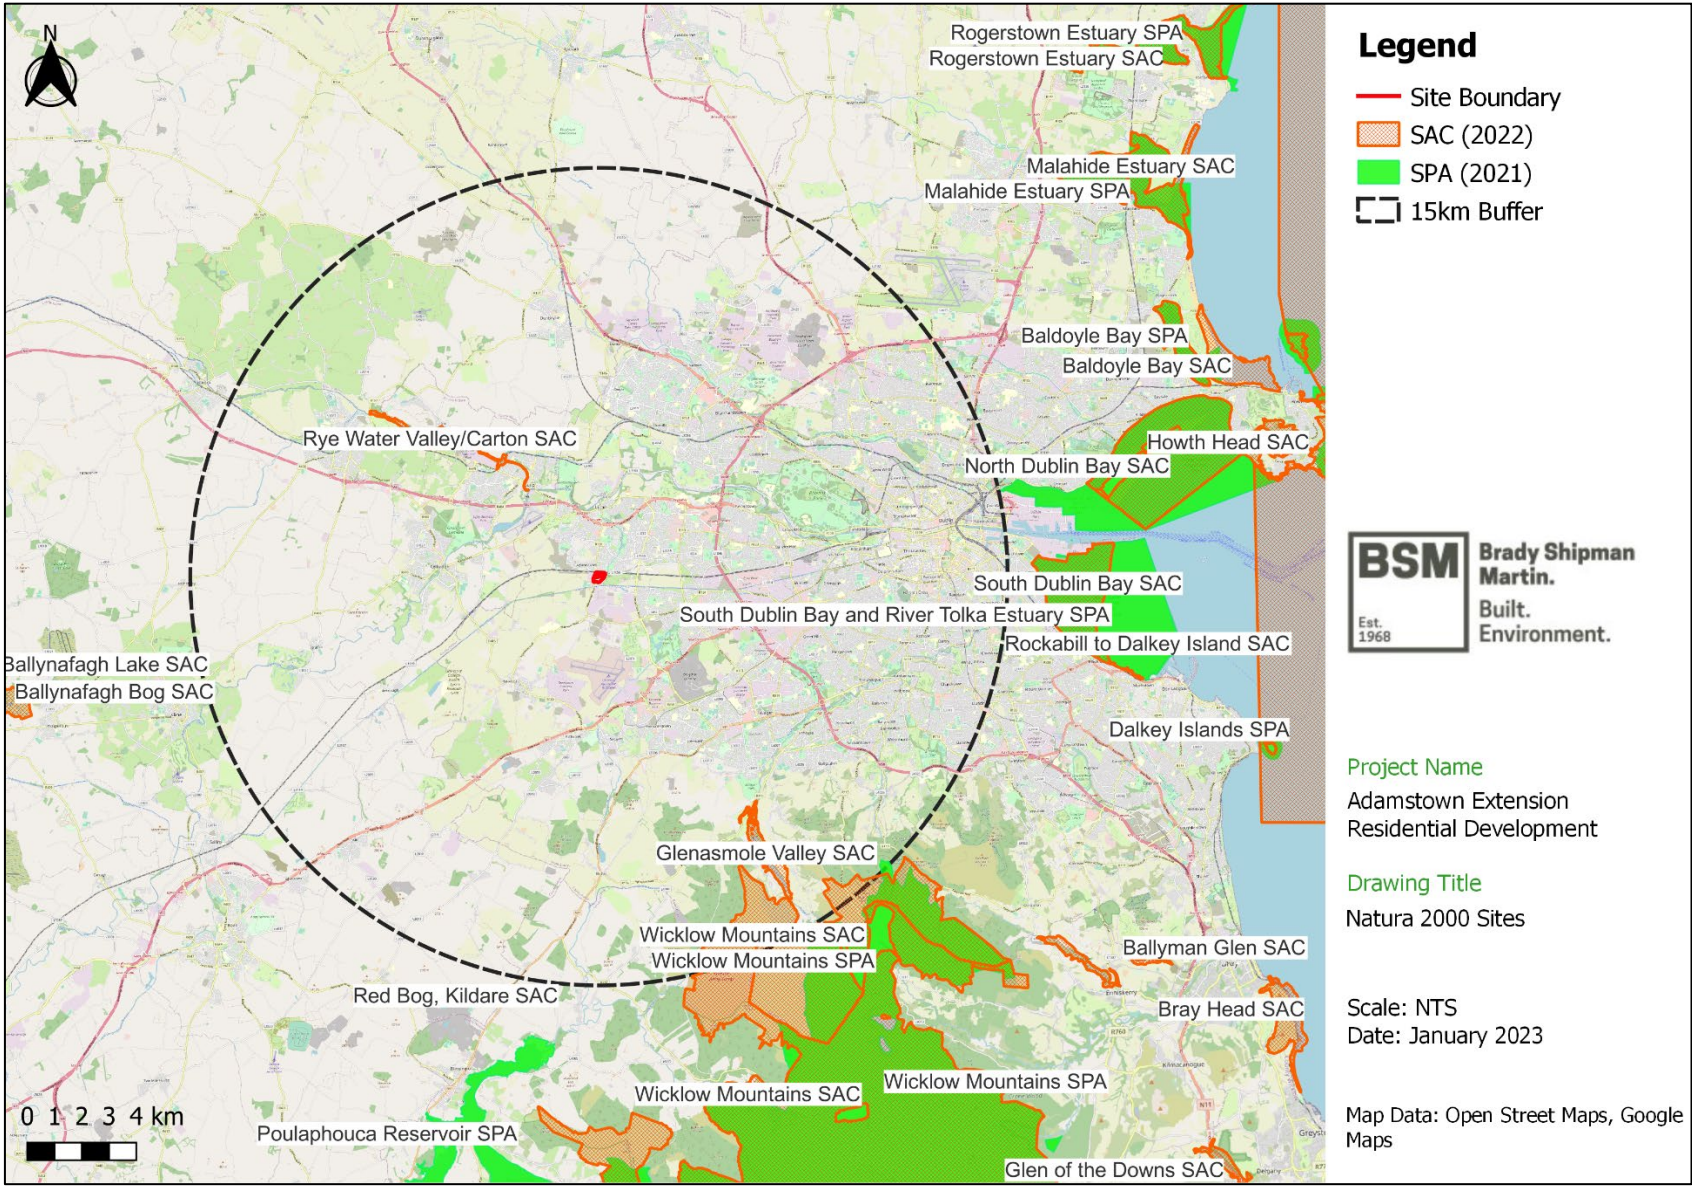 N
Rogerstown Estuary SPA
Rogerstown Estuary SAC
Malahide Estuary SAC
Malahide Estuary SPA
Baldoyle Bay SPA
Baldoyle Bay SAC
Rye Water Valley/Carton SAC
Howth Head SAC
North Dublin Bay SAC
South Dublin Bay SAC
South Dublin Bay and River Tolka Estuary SPA
Rockabill to Dalkey Island SAC
Ballynafagh Lake SAC
Ballynafagh Bog SAC
Dalkey Islands SPA
Glenasmole Valley SAC
Wicklow Mountains SAC
Wicklow Mountains SPA
Ballyman Glen SAC
Red Bog, Kildare SAC
Bray Head SAC
Wicklow Mountains SPA
Wicklow Mountains SAC
Poulaphouca Reservoir SPA
Glen of the Downs SAC
N11
0 1 2 3 4 km
Legend
Site Boundary
SAC (2022)
SPA (2021)
15km Buffer
BSM
Est.
1968
Brady Shipman
Martin.
Built.
Environment.
Project Name
Adamstown Extension
Residential Development
Drawing Title
Natura 2000 Sites
Scale: NTS
Date: January 2023
Map Data: Open Street Maps, Google
Maps